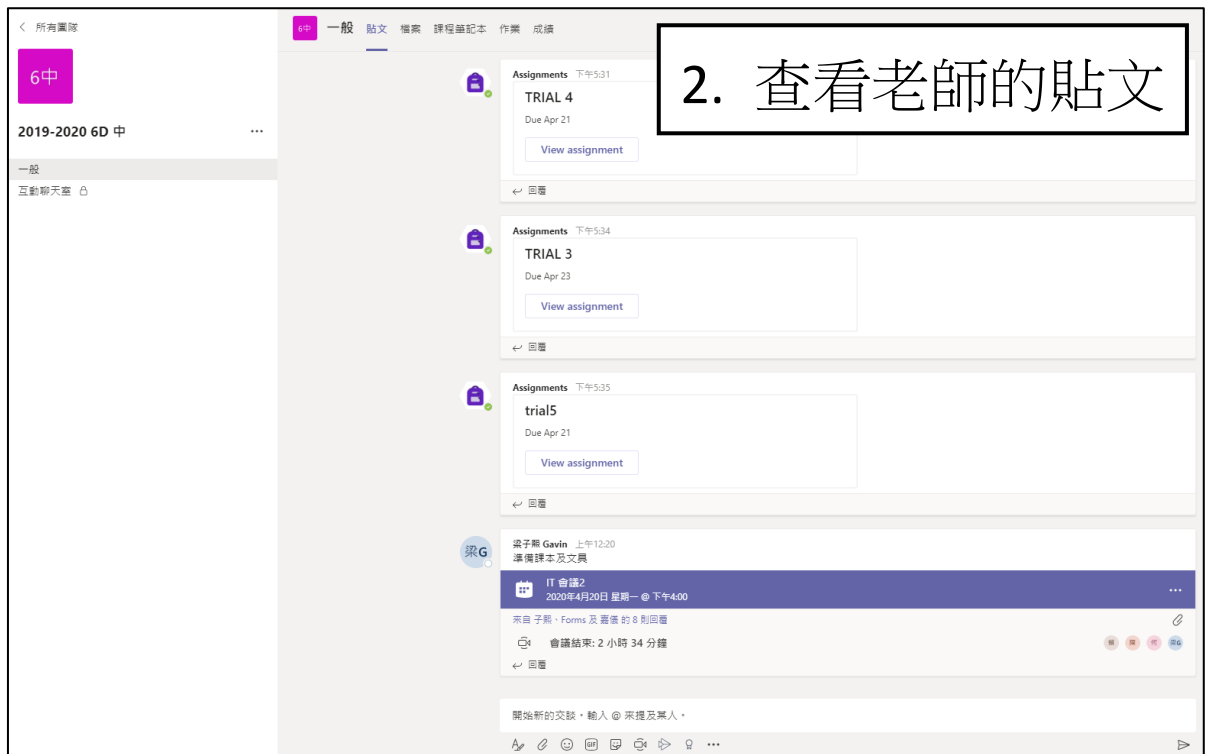 所有團隊
6中
2019-2020 6D 中
...
一般
互動聊天室
6中 一般 貼文 檔案 課程筆記本 作業 成績
2. 查看老師的貼文
Assignments 下午5:31
TRIAL 4
Due Apr 21
View assignment
回覆
Assignments 下午5:34
TRIAL 3
Due Apr 23
View assignment
回覆
Assignments 下午5:35
trial5
Due Apr 21
View assignment
回覆
梁G
梁子熙 Gavin 上午12:20
準備課本及文具
IT 會議2
2020年4月20日 星期一 @ 下午4:00
...
來自 子熙、Forms 及 嘉儀 的 8 則回覆
會議結束: 2 小時 34 分鐘
梁G
回覆
開始新的交談。輸入 @ 來提及某人。
GIF
...